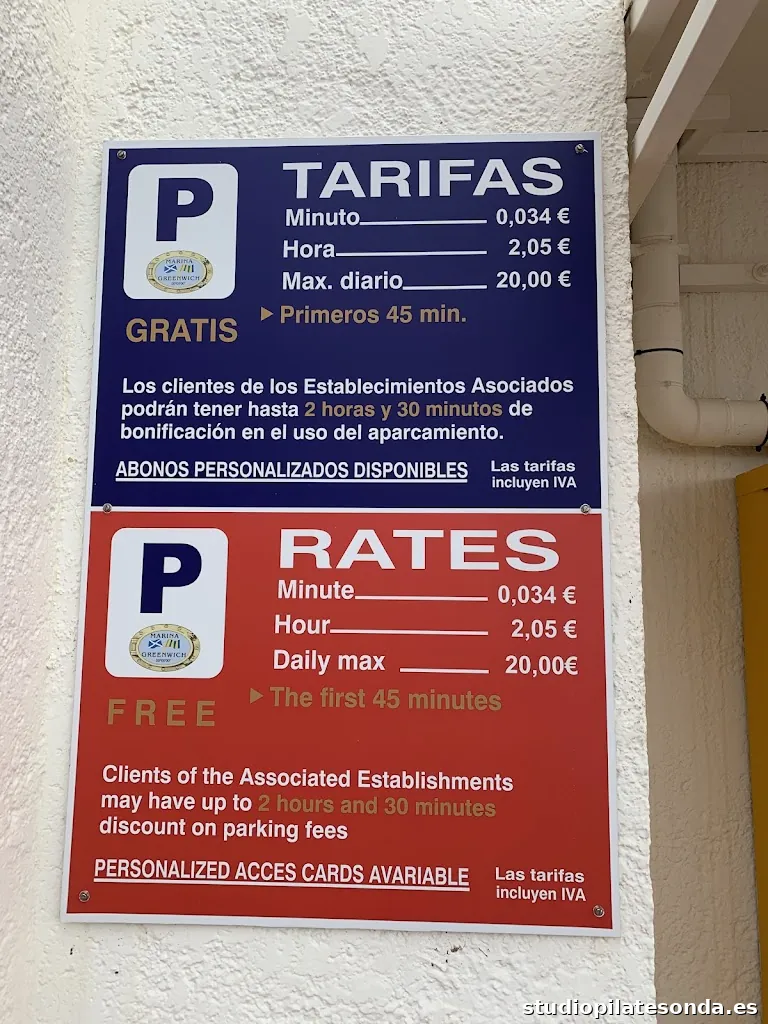 P
MARINA
GREENWICH
TARIFAS
Minuto 0,034 €
Hora 2,05 €
Max. diario 20,00 €
GRATIS ▶ Primeros 45 min.
Los clientes de los Establecimientos Asociados
podrán tener hasta 2 horas y 30 minutos de
bonificación en el uso del aparcamiento.
ABONOS PERSONALIZADOS DISPONIBLES
Las tarifas
incluyen IVA
P
MARINA
GREENWICH
RATES
Minute 0,034 €
Hour 2,05 €
Daily max 20,00€
FREE ▶ The first 45 minutes
Clients of the Associated Establishments
may have up to 2 hours and 30 minutes
discount on parking fees
PERSONALIZED ACCES CARDS AVARIABLE
Las tarifas
incluyen IVA
studiopilatesonda.es